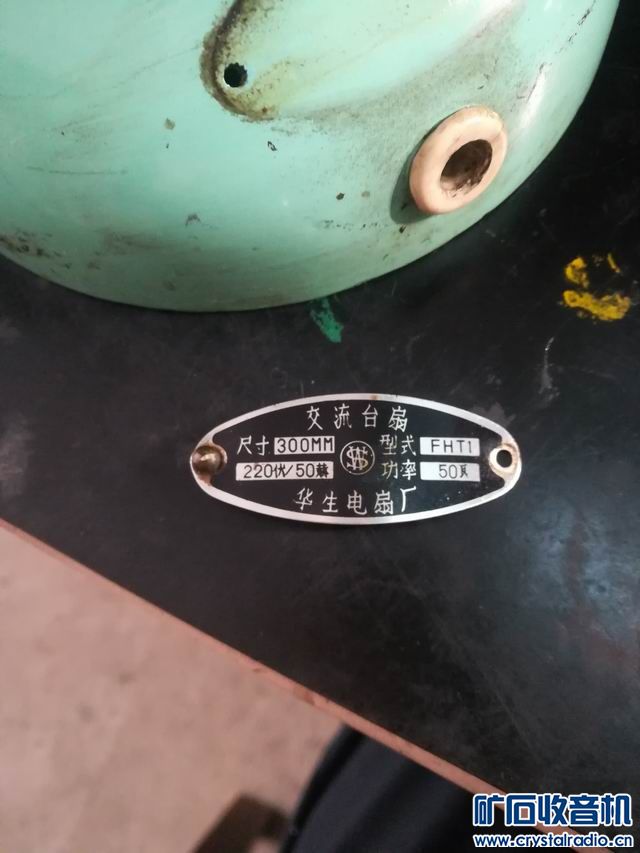 交流台扇
尺寸 300MM 型式 FHT1
220伏/50赫 功率 50瓦
华生电扇厂
矿石收音机
www.crystalradio.cn